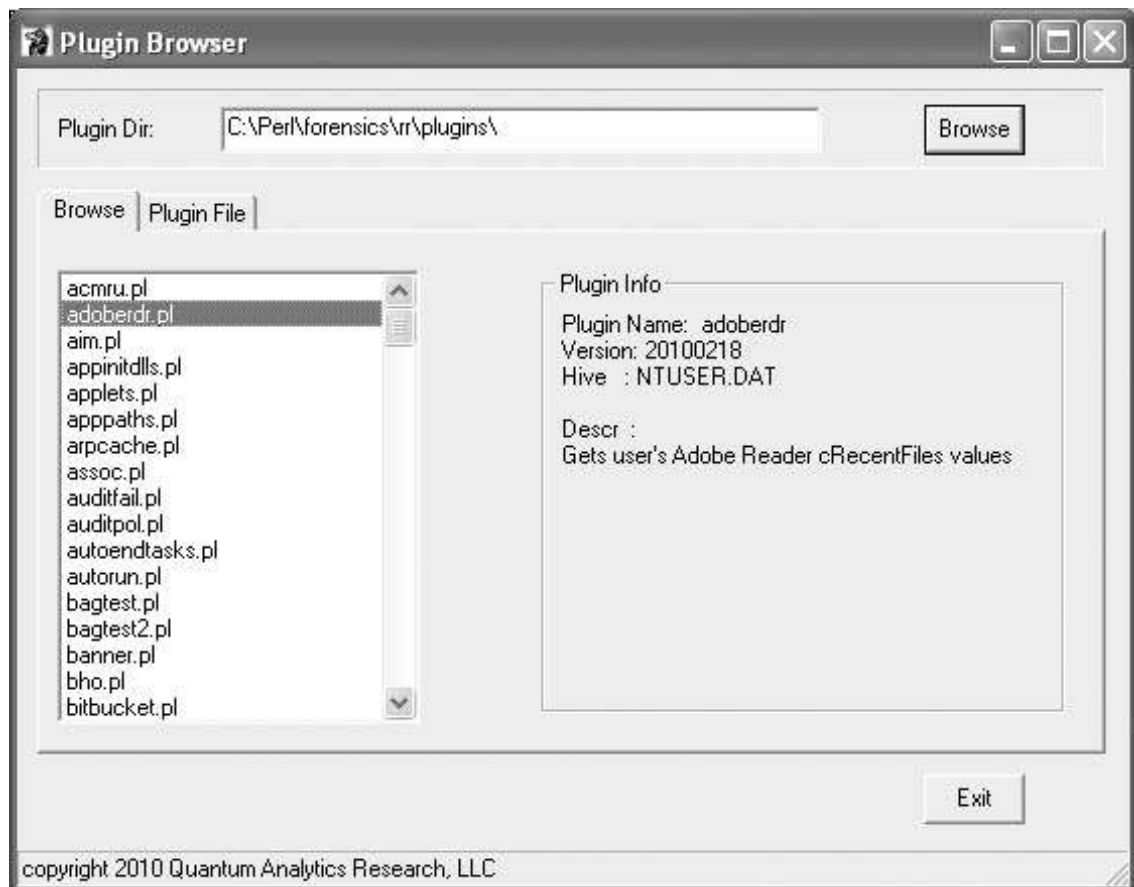 Plugin Browser
Plugin Dir: C:\Perl\forensics\rr\plugins\ Browse
Browse Plugin File
acmru.pl
adoberdr.pl
aim.pl
appinitdlls.pl
applets.pl
apppaths.pl
arpcache.pl
assoc.pl
auditfail.pl
auditpol.pl
autoendtasks.pl
autorun.pl
bagtest.pl
bagtest2.pl
banner.pl
bho.pl
bitbucket.pl
Plugin Info
Plugin Name: adoberdr
Version: 20100218
Hive : NTUSER.DAT
Descr :
Gets user's Adobe Reader cRecentFiles values
Exit
copyright 2010 Quantum Analytics Research, LLC